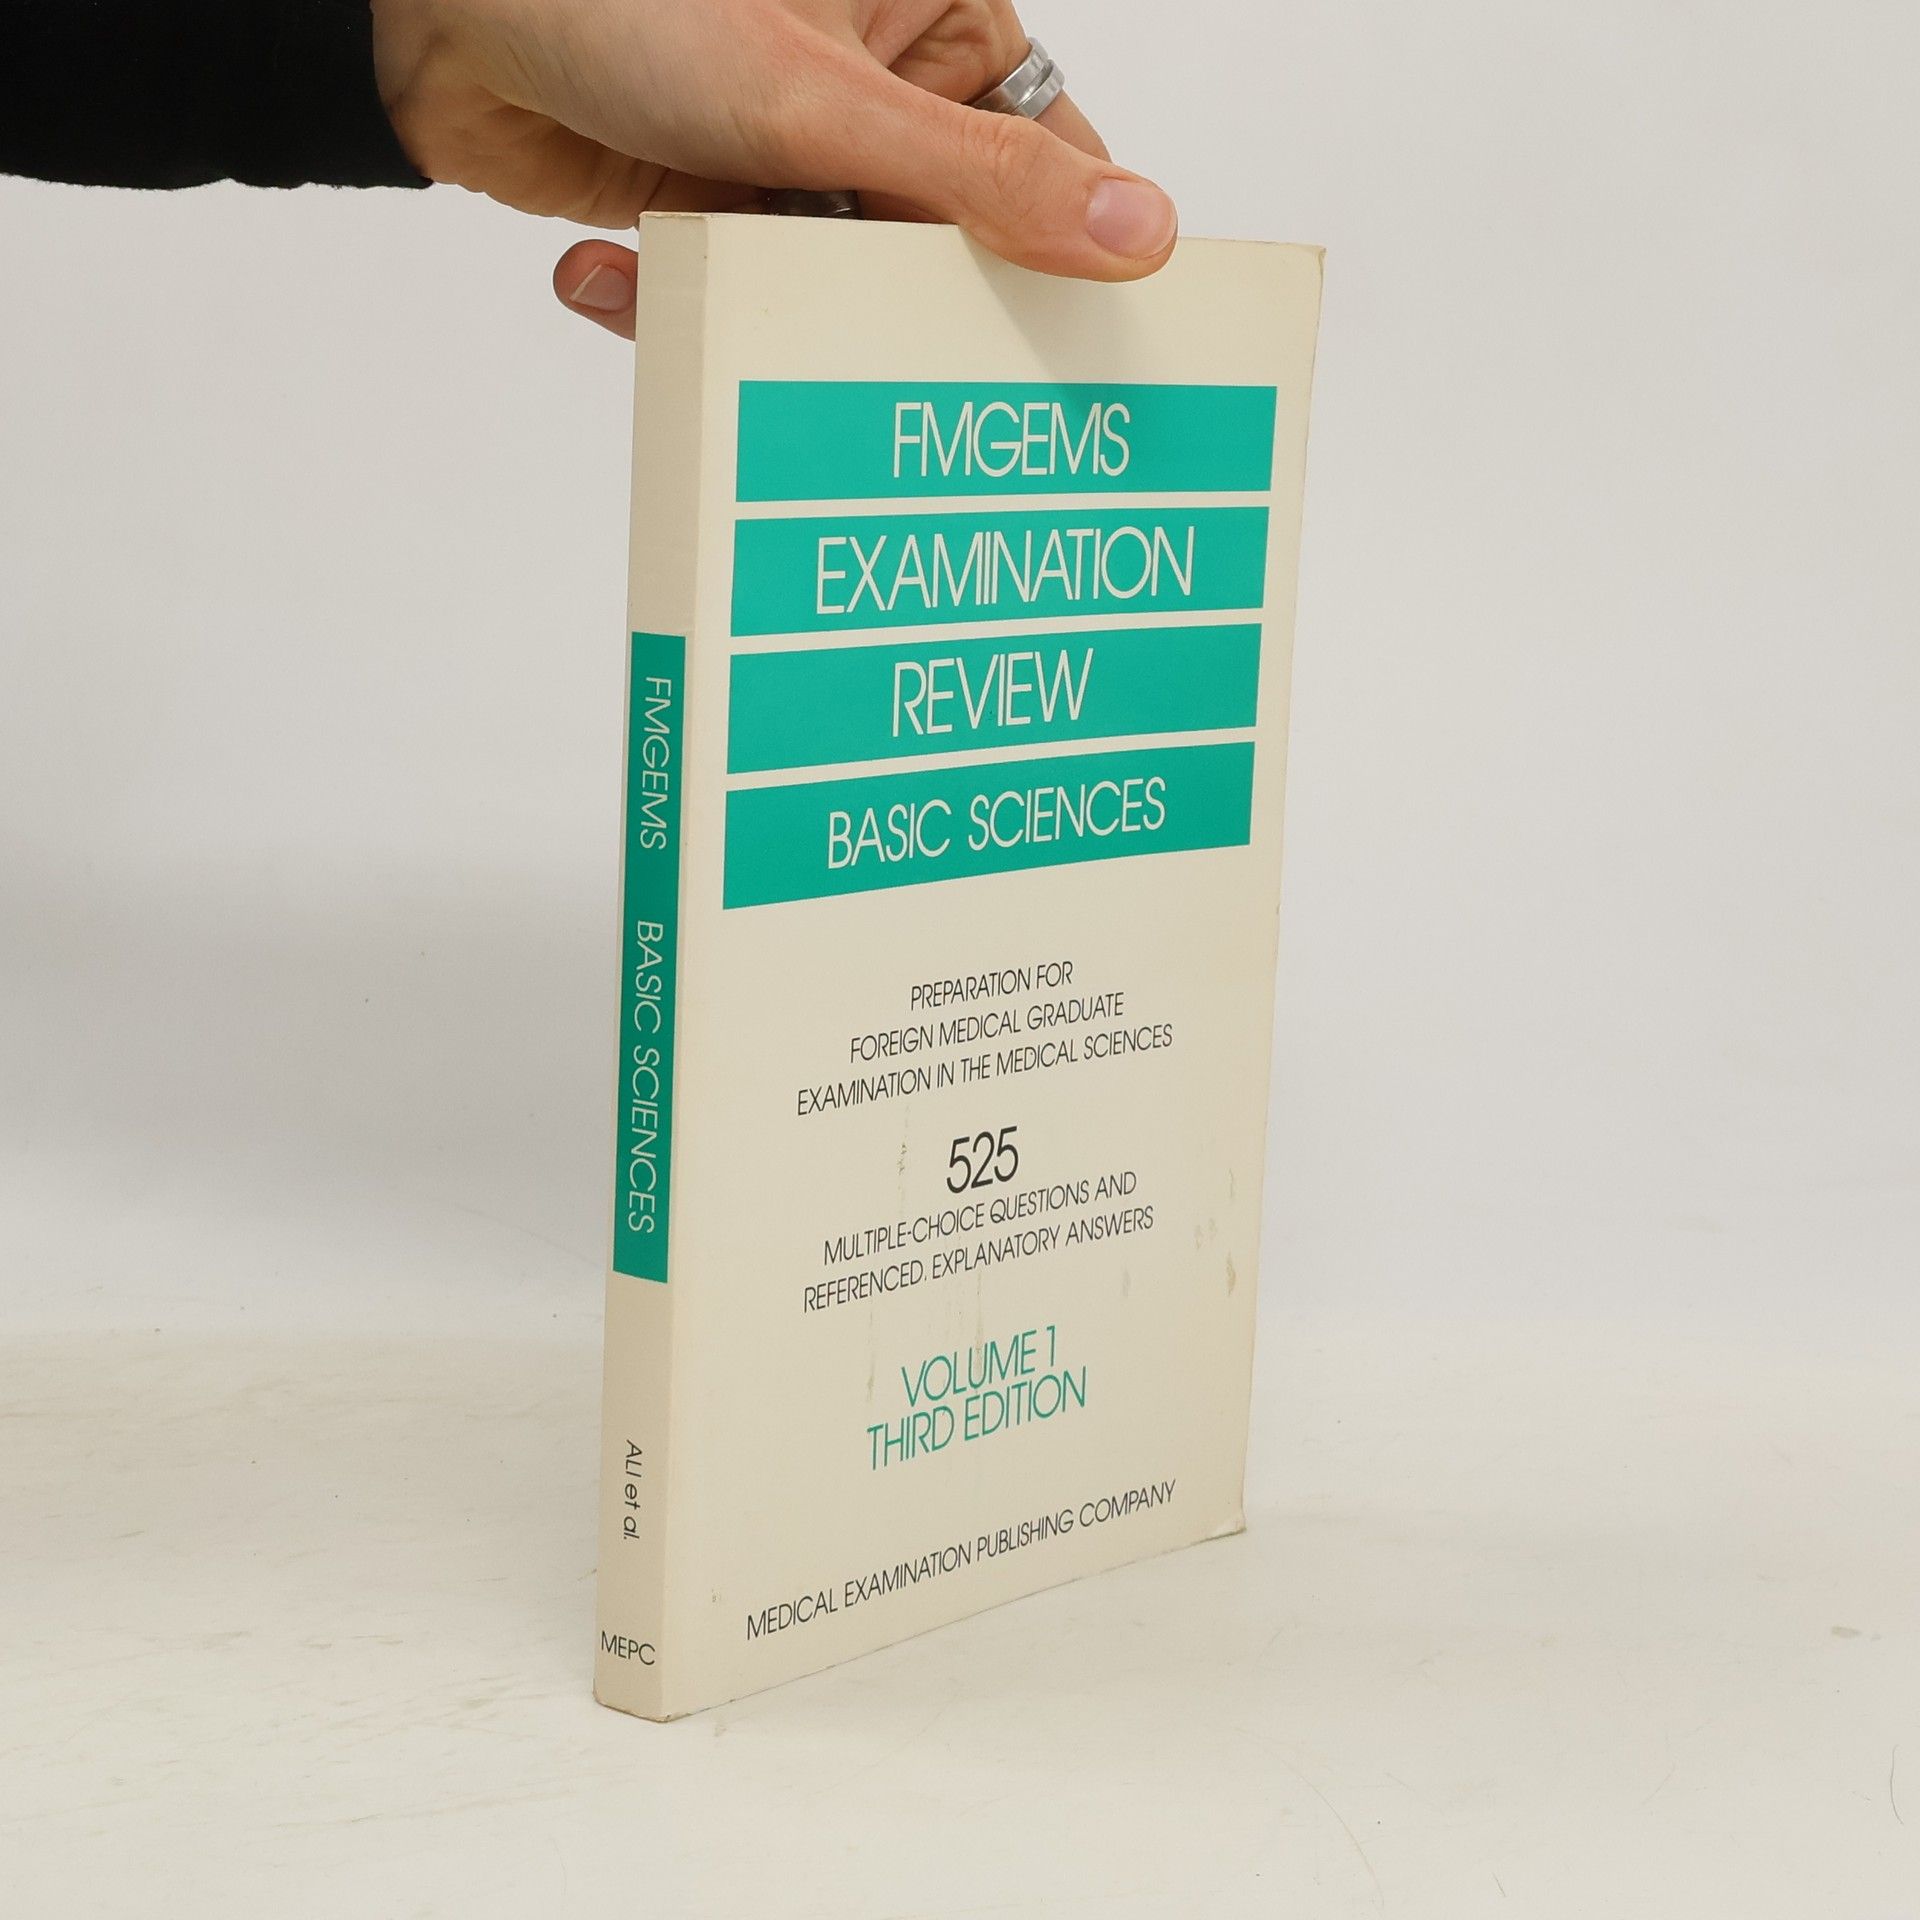 FMGEMS
EXAMINATION
REVIEW
BASIC SCIENCES
PREPARATION FOR
FOREIGN MEDICAL GRADUATE
EXAMINATION IN THE MEDICAL SCIENCES
525
MULTIPLE-CHOICE QUESTIONS AND
REFERENCED, EXPLANATORY ANSWERS
VOLUME 1
THIRD EDITION
MEDICAL EXAMINATION PUBLISHING COMPANY
FMGEMS BASIC SCIENCES
ALI et al.
MEPC